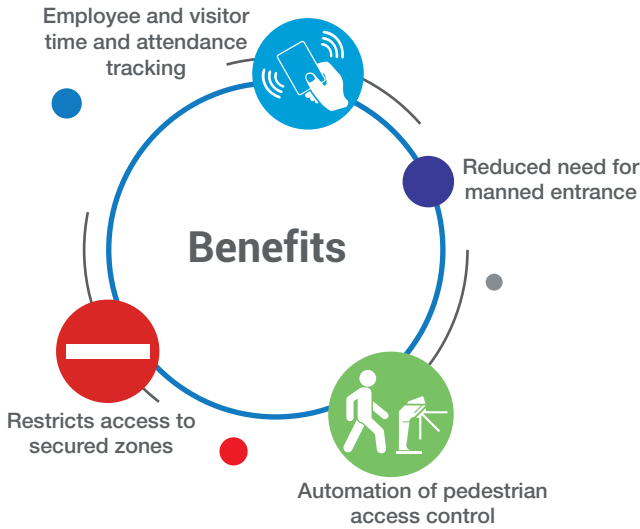 Employee and visitor
time and attendance
tracking
Reduced need for
manned entrance
Benefits
Restricts access to
secured zones
Automation of pedestrian
access control